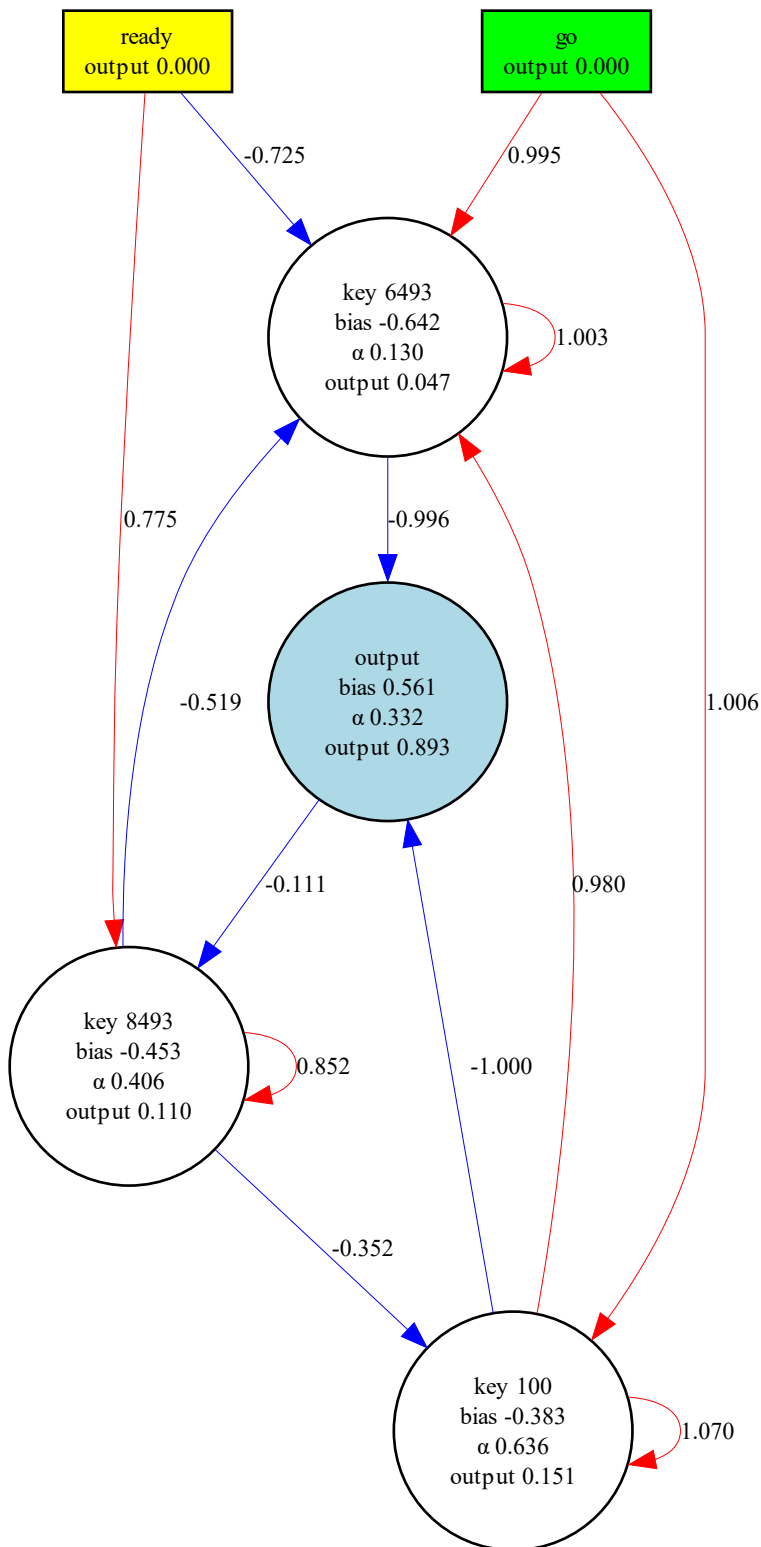 ready
output 0.000
go
output 0.000
-0.725
0.995
key 6493
bias -0.642
α 0.130
output 0.047
1.003
0.775
-0.996
output
bias 0.561
α 0.332
output 0.893
-0.519
1.006
-0.111
0.980
key 8493
bias -0.453
α 0.406
output 0.110
0.852
-1.000
-0.352
key 100
bias -0.383
α 0.636
output 0.151
1.070